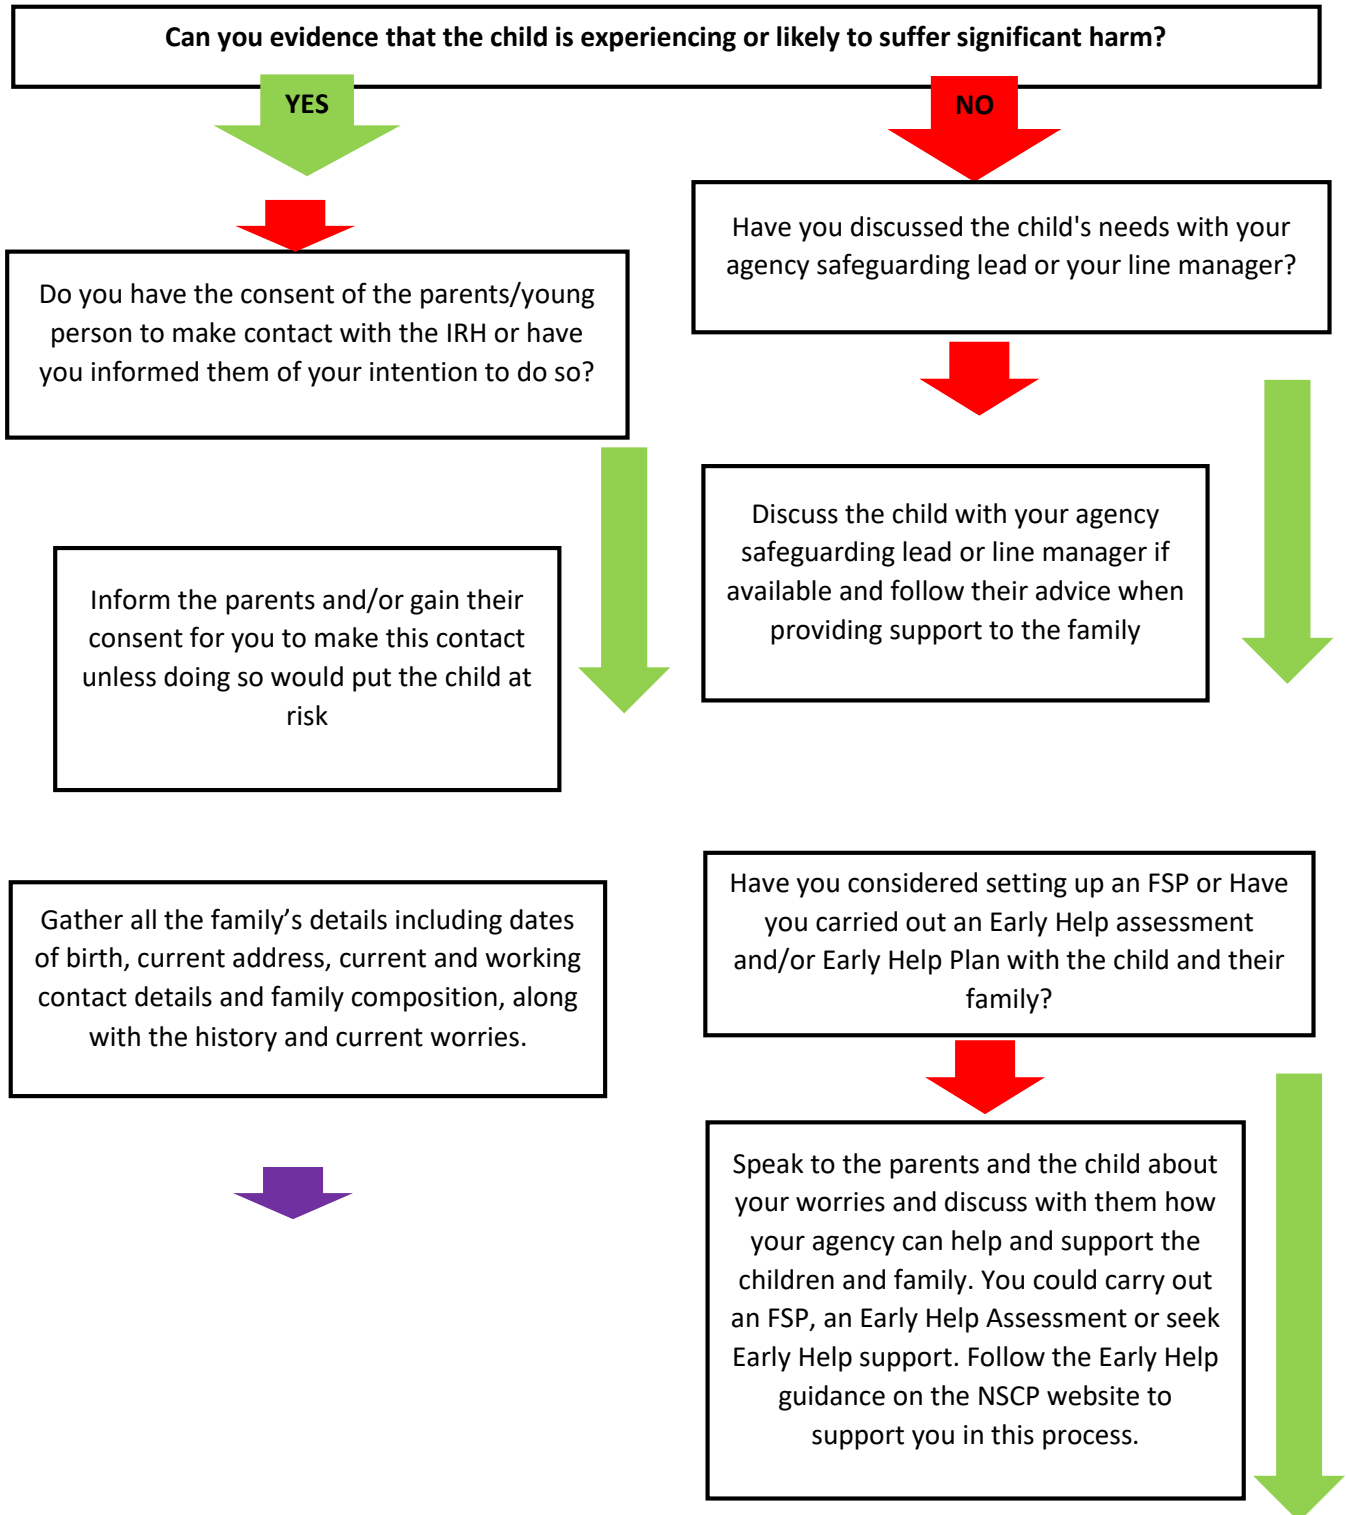 Can you evidence that the child is experiencing or likely to suffer significant harm?
YES
NO
Do you have the consent of the parents/young
person to make contact with the IRH or have
you informed them of your intention to do so?
Have you discussed the child's needs with your
agency safeguarding lead or your line manager?
Inform the parents and/or gain their
consent for you to make this contact
unless doing so would put the child at
risk
Discuss the child with your agency
safeguarding lead or line manager if
available and follow their advice when
providing support to the family
Gather all the family’s details including dates
of birth, current address, current and working
contact details and family composition, along
with the history and current worries.
Have you considered setting up an FSP or Have
you carried out an Early Help assessment
and/or Early Help Plan with the child and their
family?
Speak to the parents and the child about
your worries and discuss with them how
your agency can help and support the
children and family. You could carry out
an FSP, an Early Help Assessment or seek
Early Help support. Follow the Early Help
guidance on the NSCP website to
support you in this process.